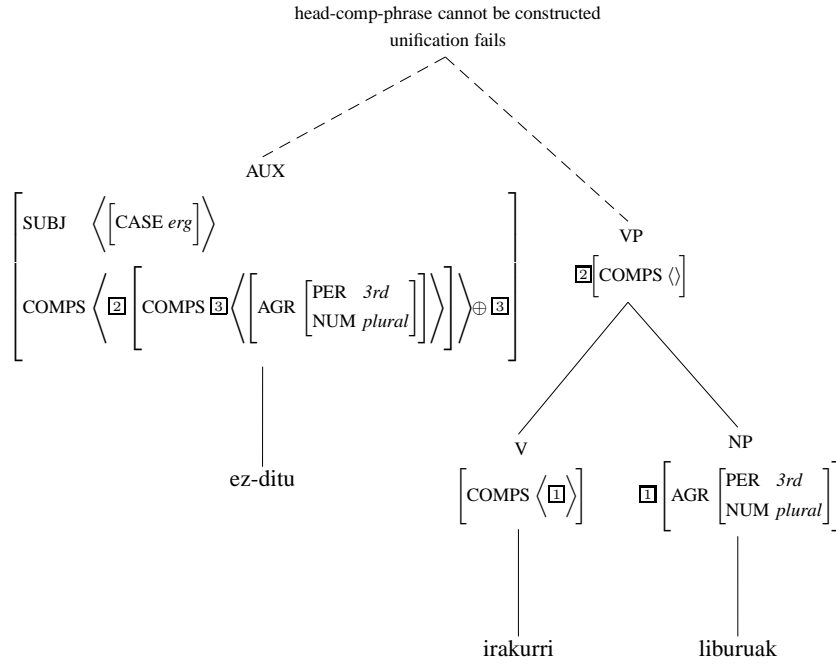 head-comp-phrase cannot be constructed
unification fails
AUX
[SUBJ ⟨[CASE erg]⟩
COMPS ⟨2[COMPS 3⟨[AGR [PER 3rd
NUM plural]]⟩]⟩⊕3]
VP
2[COMPS ⟨⟩]
V
NP
[COMPS ⟨1⟩]
1[AGR [PER 3rd
NUM plural]]
ez-ditu
irakurri
liburuak